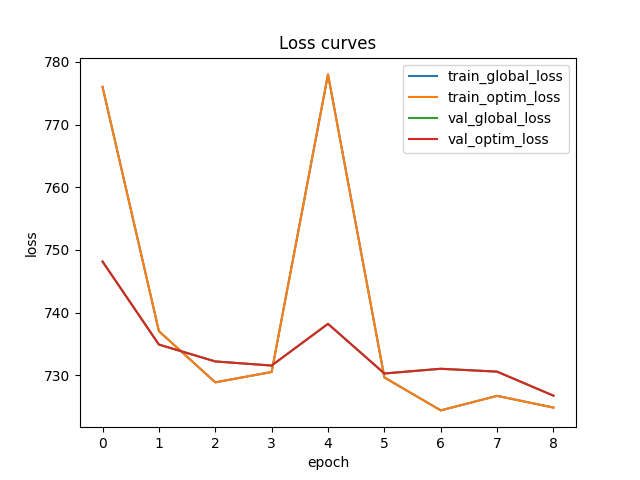 Loss curves
780
770
760
750
740
730
loss
train_global_loss
train_optim_loss
val_global_loss
val_optim_loss
0 1 2 3 4 5 6 7 8
epoch